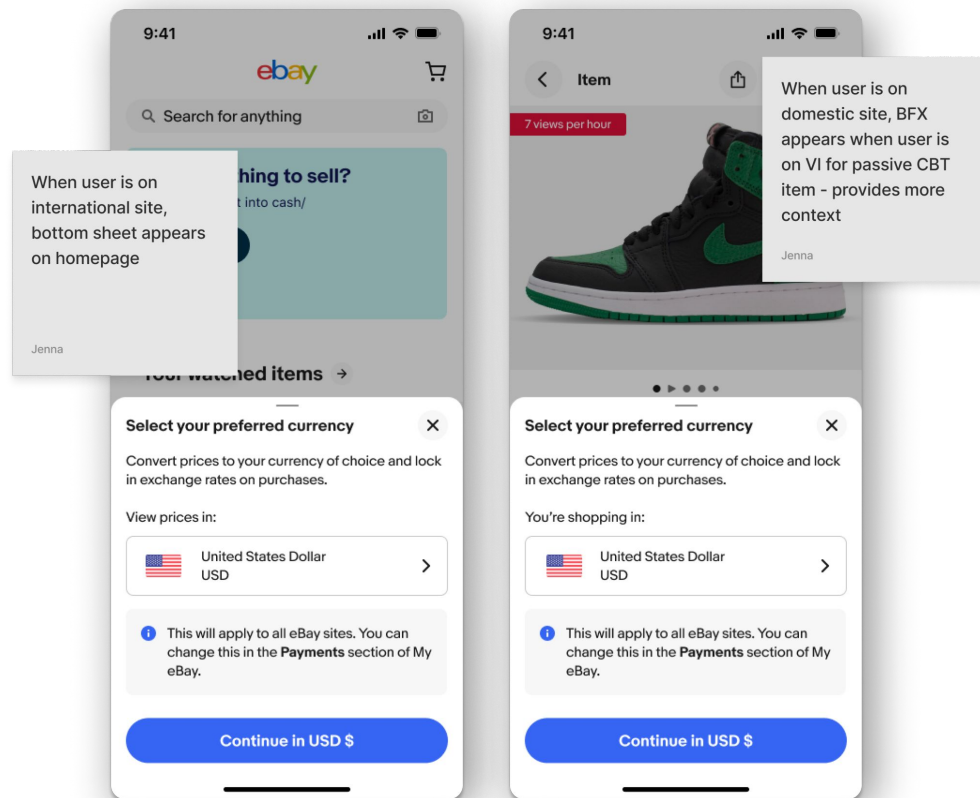 When user is on
international site,
bottom sheet appears
on homepage
Jenna
9:41
ebay
Search for anything
hing to sell?
t into cash/
watched items
Select your preferred currency
Convert prices to your currency of choice and lock
in exchange rates on purchases.
View prices in:
United States Dollar
USD
This will apply to all eBay sites. You can
change this in the Payments section of My
eBay.
Continue in USD $
9:41
Item
7 views per hour
When user is on
domestic site, BFX
appears when user is
on VI for passive CBT
item - provides more
context
Jenna
Select your preferred currency
Convert prices to your currency of choice and lock
in exchange rates on purchases.
You're shopping in:
United States Dollar
USD
This will apply to all eBay sites. You can
change this in the Payments section of My
eBay.
Continue in USD $